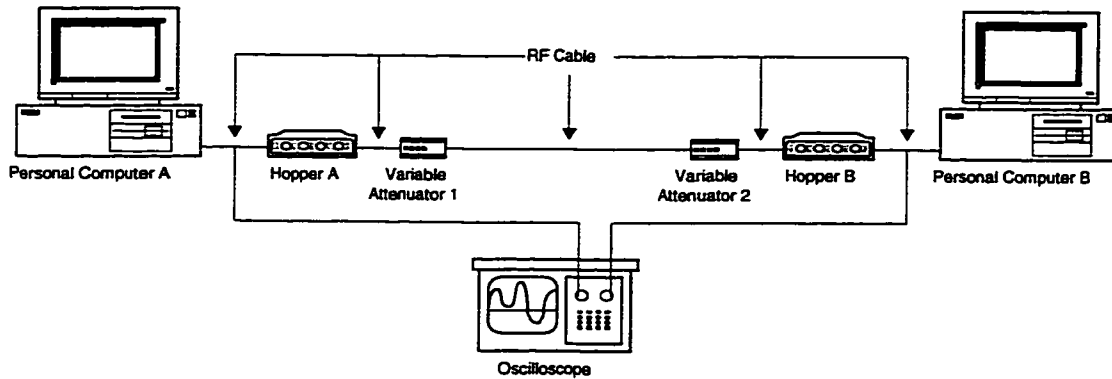 RF Cable
Personal Computer A
Hopper A
Variable
Attenuator 1
Variable
Attenuator 2
Hopper B
Personal Computer B
Oscilloscope